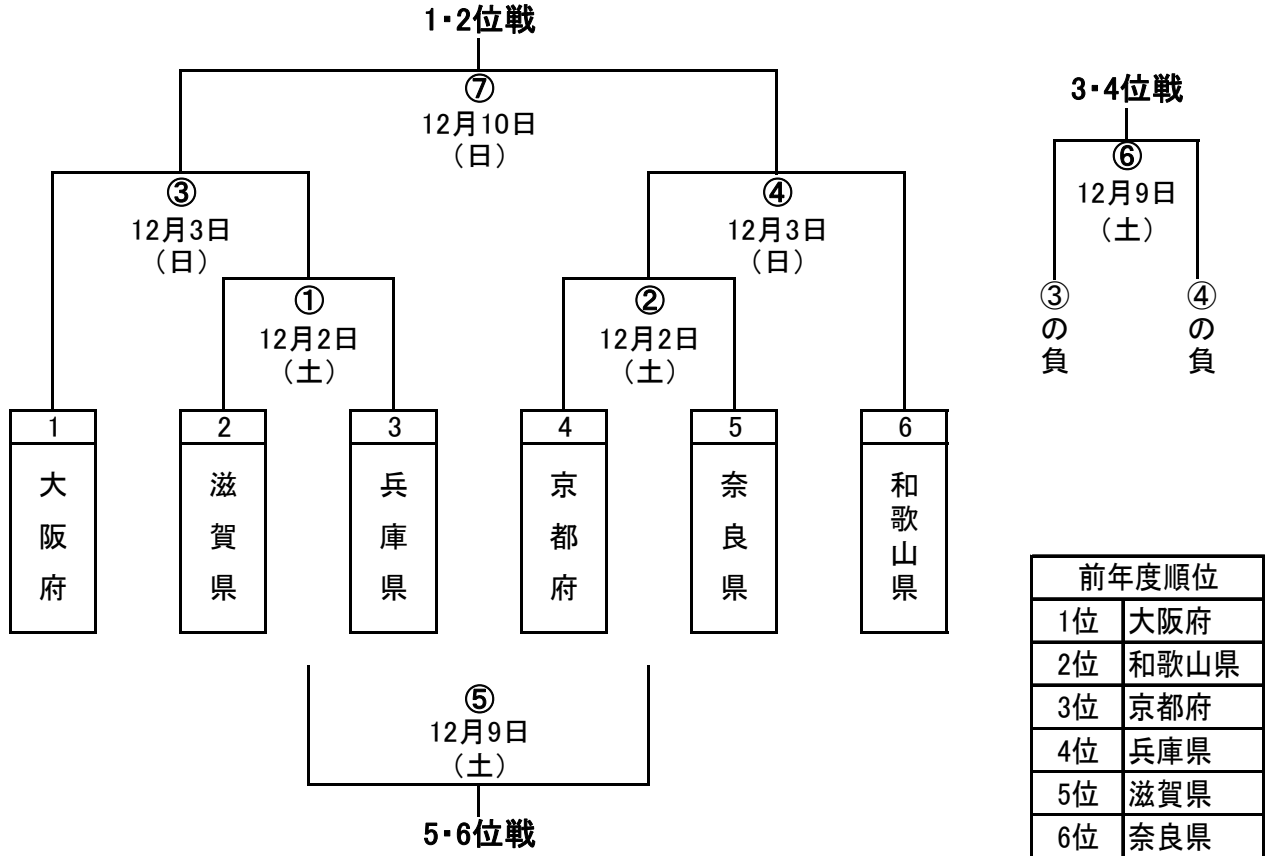 1・2位戦
⑦
12月10日
（日）
3・4位戦
⑥
12月9日
（土）
③の負
④の負
③
12月3日
（日）
④
12月3日
（日）
①
12月2日
（土）
②
12月2日
（土）
1
大阪府
2
滋賀県
3
兵庫県
4
京都府
5
奈良県
6
和歌山県
⑤
12月9日
（土）
5・6位戦
前年度順位
1位 大阪府
2位 和歌山県
3位 京都府
4位 兵庫県
5位 滋賀県
6位 奈良県